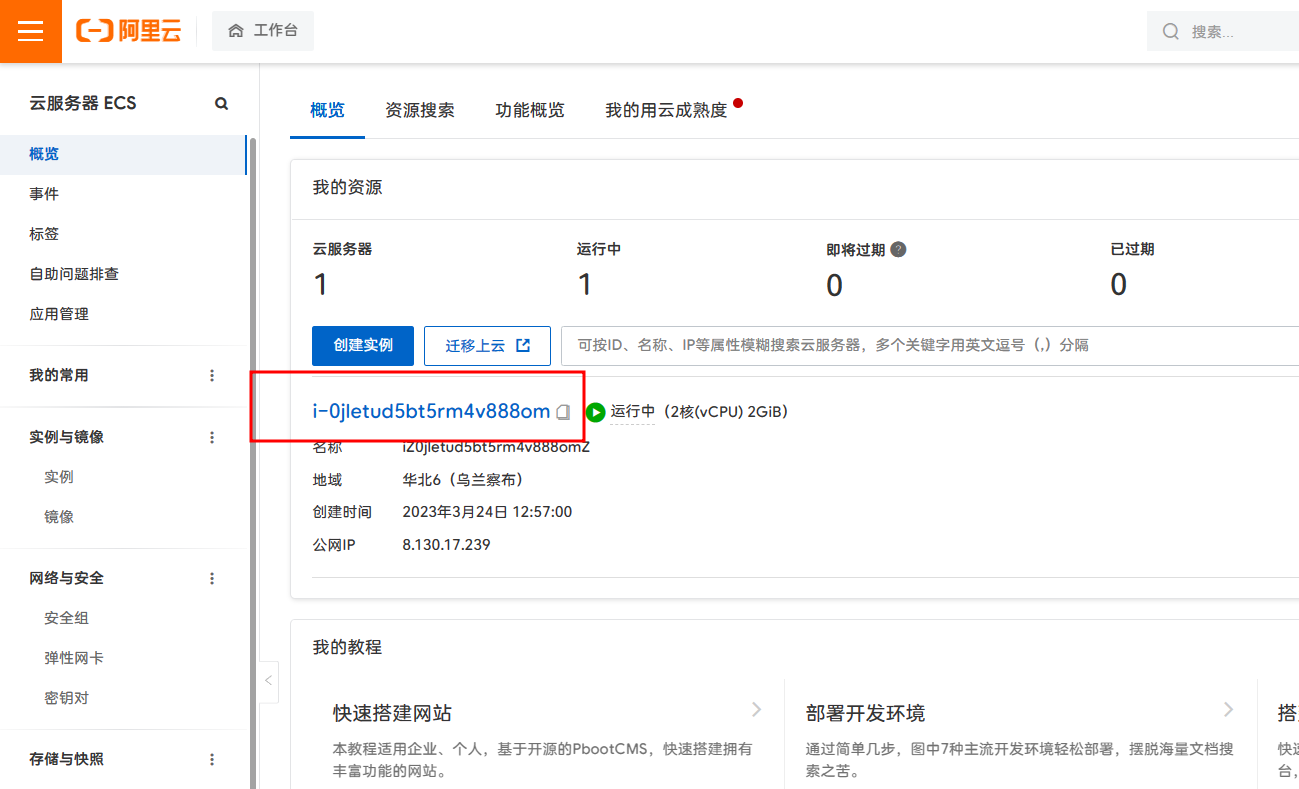 阿里云
工作台
搜索...
云服务器 ECS
概览
事件
标签
自助问题排查
应用管理
我的常用
实例与镜像
实例
镜像
网络与安全
安全组
弹性网卡
密钥对
存储与快照
概览 资源搜索 功能概览 我的用云成熟度
我的资源
云服务器 运行中 即将过期 已过期
1 1 0 0
创建实例 迁移上云 可按ID、名称、IP等属性模糊搜索云服务器，多个关键字用英文逗号（,）分隔
i-0jletud5bt5rm4v888om 运行中 (2核(vCPU) 2GiB)
名称 iZ0jletud5bt5rm4v888omZ
地域 华北6（乌兰察布）
创建时间 2023年3月24日 12:57:00
公网IP 8.130.17.239
我的教程
快速搭建网站
本教程适用企业、个人，基于开源的PbootCMS，快速搭建拥有
丰富功能的网站。
部署开发环境
通过简单几步，图中7种主流开发环境轻松部署，摆脱海量文档搜
索之苦。
搭
快速
台，